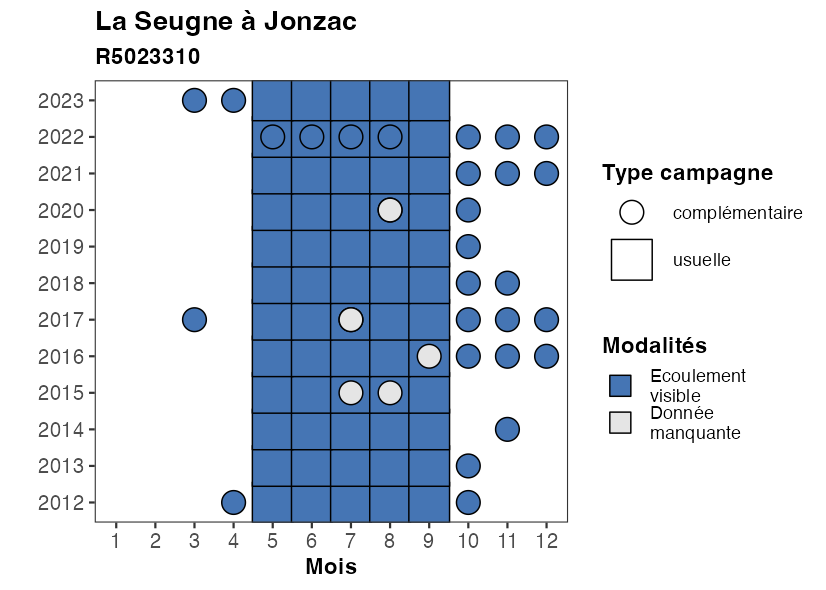 La Seugne à Jonzac
R5023310
2023
2022
2021
2020
2019
2018
2017
2016
2015
2014
2013
2012
1 2 3 4 5 6 7 8 9 10 11 12
Mois
Type campagne
complémentaire
usuelle
Modalités
Ecoulement
visible
Donnée
manquante